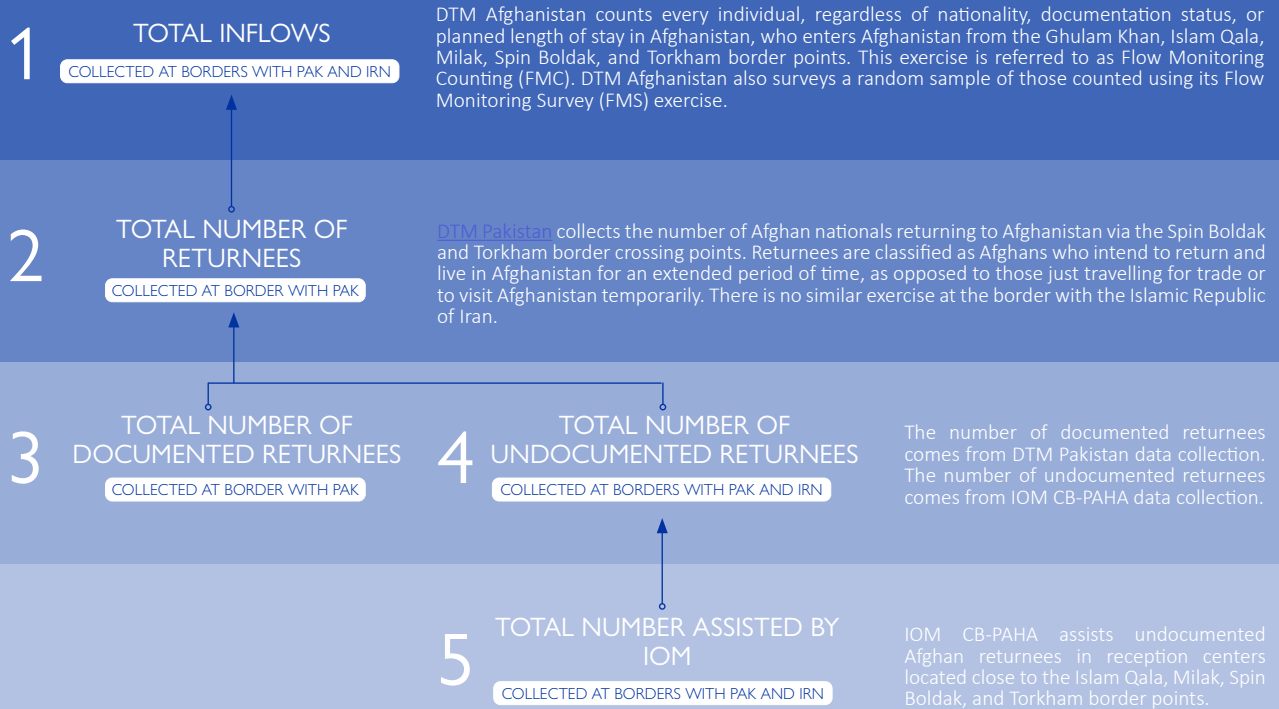 1
TOTAL INFLOWS
COLLECTED AT BORDERS WITH PAK AND IRN
DTM Afghanistan counts every individual, regardless of nationality, documentation status, or
planned length of stay in Afghanistan, who enters Afghanistan from the Ghulam Khan, Islam Qala,
Milak, Spin Boldak, and Torkham border points. This exercise is referred to as Flow Monitoring
Counting (FMC). DTM Afghanistan also surveys a random sample of those counted using its Flow
Monitoring Survey (FMS) exercise.
2
TOTAL NUMBER OF
RETURNEES
COLLECTED AT BORDER WITH PAK
DTM Pakistan collects the number of Afghan nationals returning to Afghanistan via the Spin Boldak
and Torkham border crossing points. Returnees are classified as Afghans who intend to return and
live in Afghanistan for an extended period of time, as opposed to those just travelling for trade or
to visit Afghanistan temporarily. There is no similar exercise at the border with the Islamic Republic
of Iran.
3
TOTAL NUMBER OF
DOCUMENTED RETURNEES
COLLECTED AT BORDER WITH PAK
4
TOTAL NUMBER OF
UNDOCUMENTED RETURNEES
COLLECTED AT BORDERS WITH PAK AND IRN
The number of documented returnees
comes from DTM Pakistan data collection.
The number of undocumented returnees
comes from IOM CB-PAHA data collection.
5
TOTAL NUMBER ASSISTED BY
IOM
COLLECTED AT BORDERS WITH PAK AND IRN
IOM CB-PAHA assists undocumented
Afghan returnees in reception centers
located close to the Islam Qala, Milak, Spin
Boldak, and Torkham border points.